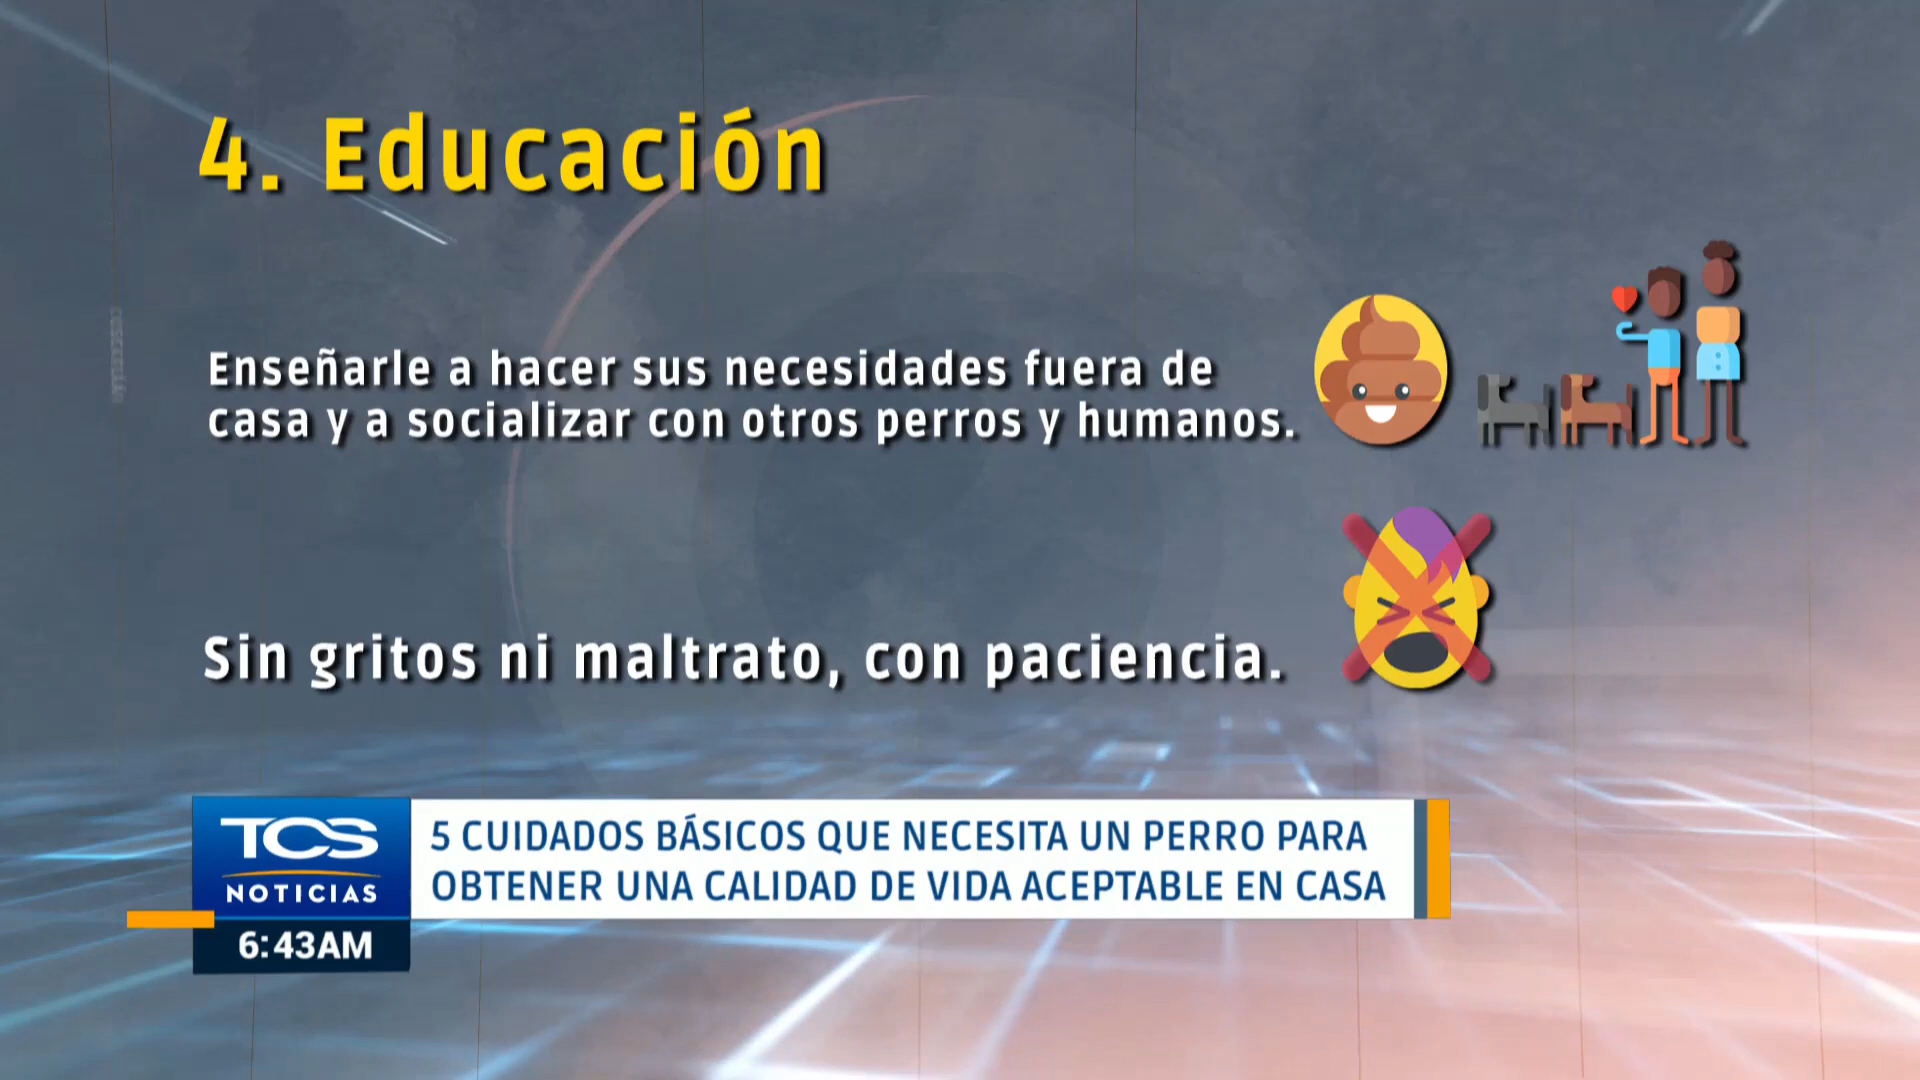 4. Educación
Enseñarle a hacer sus necesidades fuera de
casa y a socializar con otros perros y humanos.
Sin gritos ni maltrato, con paciencia.
TCS
NOTICIAS
6:43AM
5 CUIDADOS BÁSICOS QUE NECESITA UN PERRO PARA
OBTENER UNA CALIDAD DE VIDA ACEPTABLE EN CASA